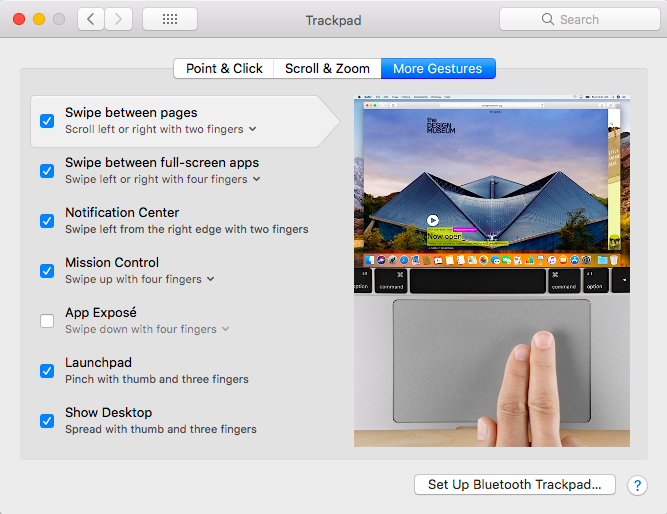 Trackpad
Search
Point & Click
Scroll & Zoom
More Gestures
Swipe between pages
Scroll left or right with two fingers
Swipe between full-screen apps
Swipe left or right with four fingers
Notification Center
Swipe left from the right edge with two fingers
Mission Control
Swipe up with four fingers
App Exposé
Swipe down with four fingers
Launchpad
Pinch with thumb and three fingers
Show Desktop
Spread with thumb and three fingers
the
DESIGN
MUSEUM
Now open
⌘
⌘
option
command
command
option
Set Up Bluetooth Trackpad...
?